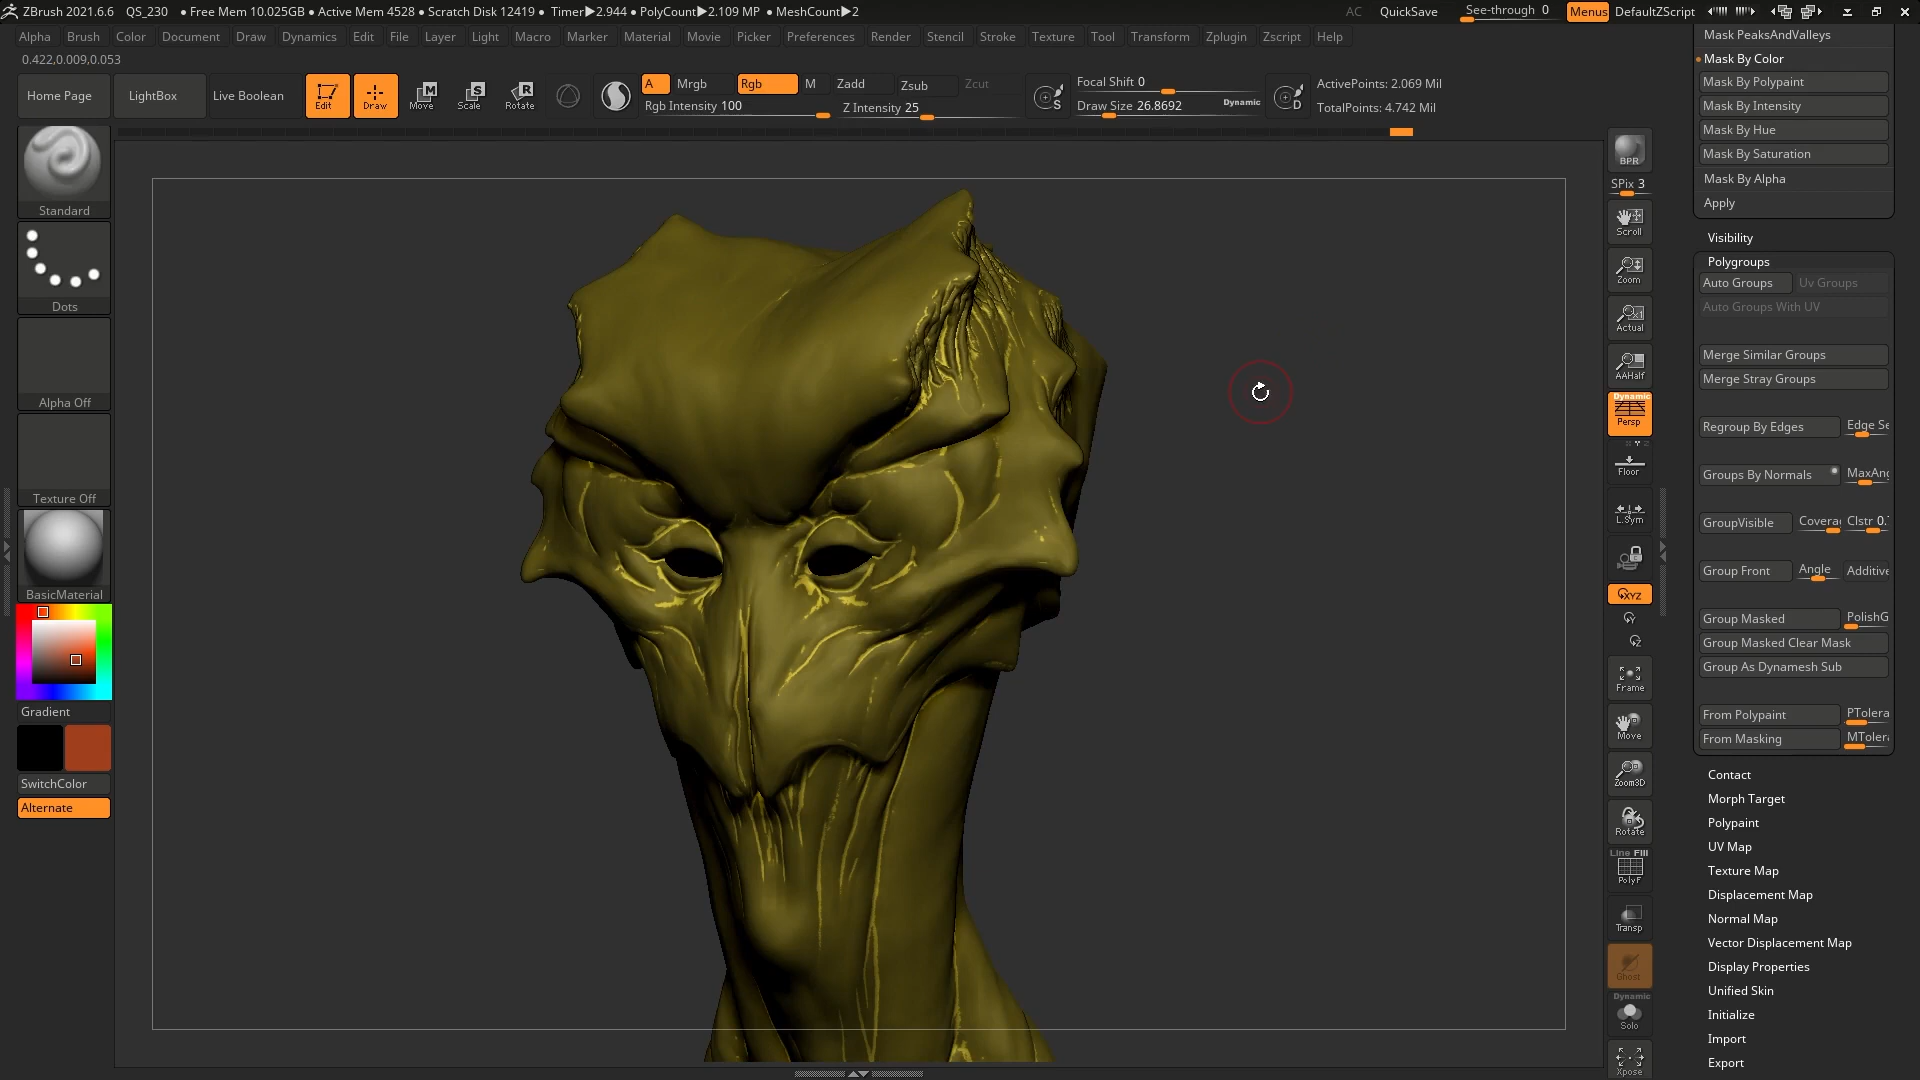 ZBrush 2021.6.6 QS_230 • Free Mem 10.025GB • Active Mem 4528 • Scratch Disk 12419 • Timer▶2.944 • PolyCount▶2.109 MP • MeshCount▶2 AC QuickSave See-through 0 Menus DefaultZScript
Alpha Brush Color Document Draw Dynamics Edit File Layer Light Macro Marker Material Movie Picker Preferences Render Stencil Stroke Texture Tool Transform Zplugin Zscript Help
0.422,0.009,0.053
Home Page LightBox Live Boolean Edit Draw Move Scale Rotate
A Mrgb Rgb M Zadd Zsub Zcut
Rgb Intensity 100 Z Intensity 25
Focal Shift 0
Draw Size 26.8692 Dynamic
ActivePoints: 2.069 Mil
TotalPoints: 4.742 Mil
Standard
Dots
Alpha Off
Texture Off
BasicMaterial
Gradient
SwitchColor
Alternate
BPR
SPix 3
Scroll
Zoom
Actual
AAHalf
Dynamic
Persp
Floor
L.Sym
XYZ
Y
Z
Frame
Move
Zoom3D
Rotate
Line Fill
PolyF
Transp
Ghost
Dynamic
Solo
Xpose
Mask PeaksAndValleys
Mask By Color
Mask By Polypaint
Mask By Intensity
Mask By Hue
Mask By Saturation
Mask By Alpha
Apply
Visibility
Polygroups
Auto Groups Uv Groups
Auto Groups With UV
Merge Similar Groups
Merge Stray Groups
Regroup By Edges Edge Se
Groups By Normals MaxAng
GroupVisible Covera Clstr 0.
Group Front Angle Additive
Group Masked PolishG
Group Masked Clear Mask
Group As Dynamesh Sub
From Polypaint PTolera
From Masking MTolera
Contact
Morph Target
Polypaint
UV Map
Texture Map
Displacement Map
Normal Map
Vector Displacement Map
Display Properties
Unified Skin
Initialize
Import
Export